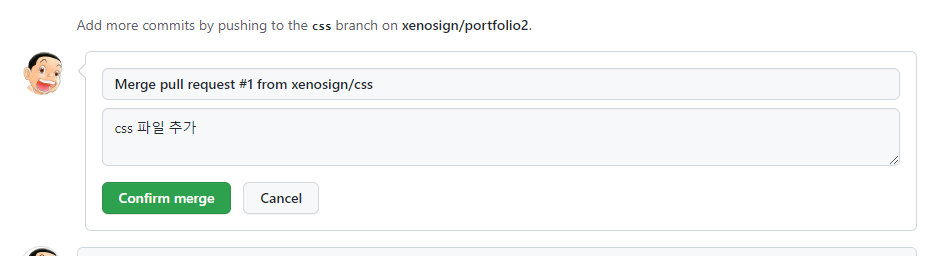 Add more commits by pushing to the css branch on xenosign/portfolio2.
Merge pull request #1 from xenosign/css
css 파일 추가
Confirm merge
Cancel